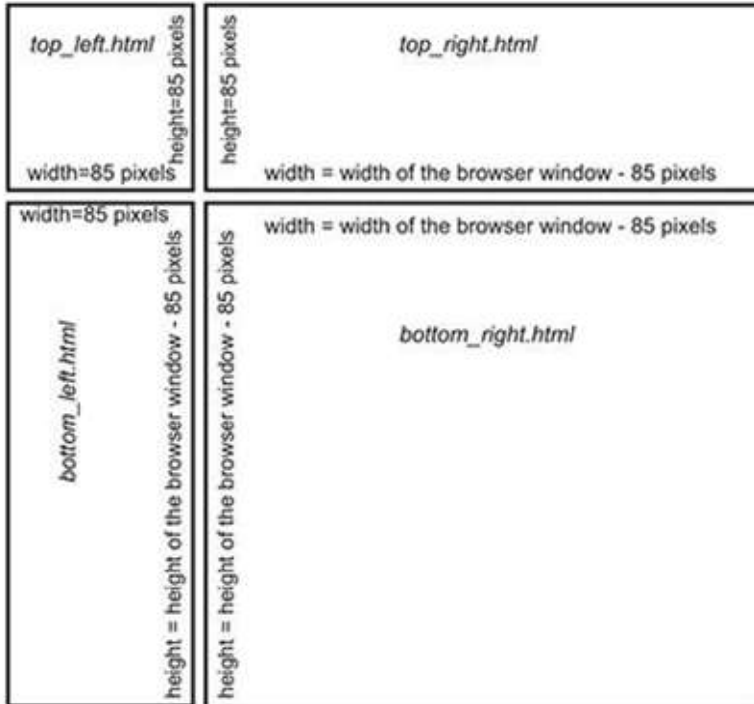 top_left.html
height=85 pixels
width=85 pixels
top_right.html
height=85 pixels
width = width of the browser window - 85 pixels
width=85 pixels
bottom_left.html
height = height of the browser window - 85 pixels
width = width of the browser window - 85 pixels
height = height of the browser window - 85 pixels
bottom_right.html